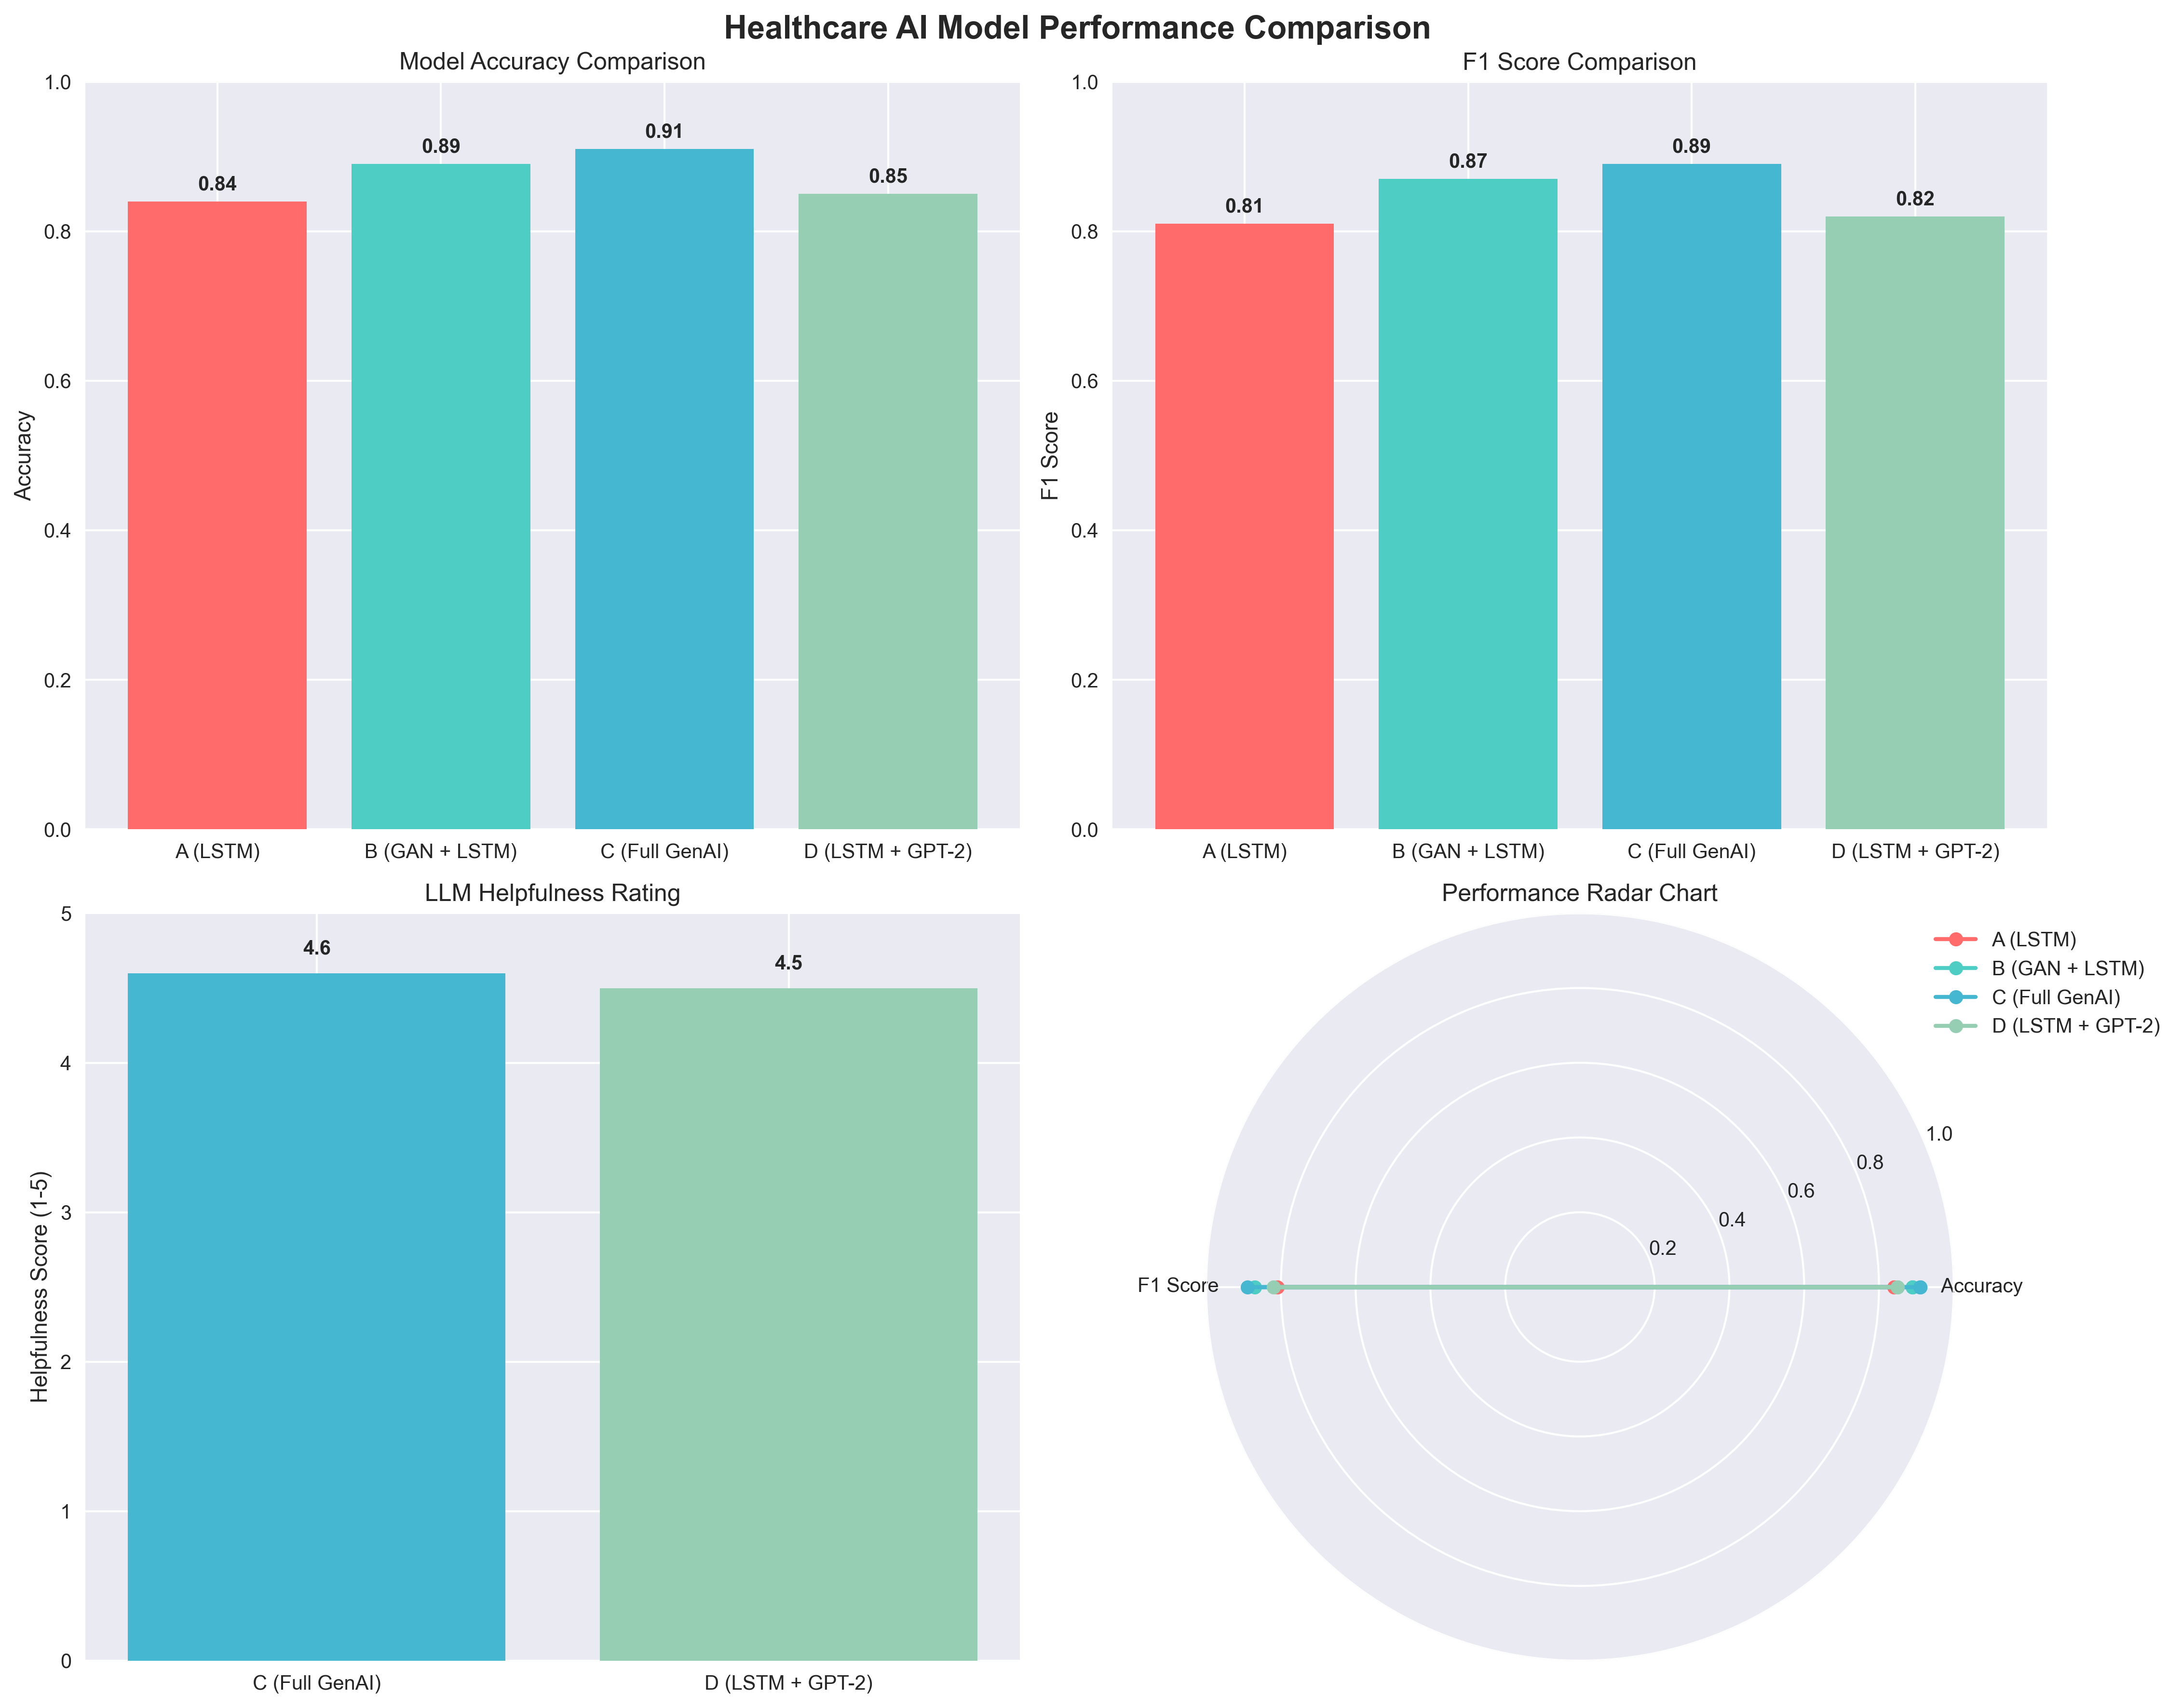 Healthcare AI Model Performance Comparison
Model Accuracy Comparison
1.0
0.8
0.6
0.4
0.2
0.0
Accuracy
0.84
0.89
0.91
0.85
A (LSTM)
B (GAN + LSTM)
C (Full GenAI)
D (LSTM + GPT-2)
F1 Score Comparison
1.0
0.8
0.6
0.4
0.2
0.0
F1 Score
0.81
0.87
0.89
0.82
A (LSTM)
B (GAN + LSTM)
C (Full GenAI)
D (LSTM + GPT-2)
LLM Helpfulness Rating
5
4
3
2
1
0
Helpfulness Score (1-5)
4.6
4.5
C (Full GenAI)
D (LSTM + GPT-2)
Performance Radar Chart
A (LSTM)
B (GAN + LSTM)
C (Full GenAI)
D (LSTM + GPT-2)
1.0
0.8
0.6
0.4
0.2
F1 Score
Accuracy